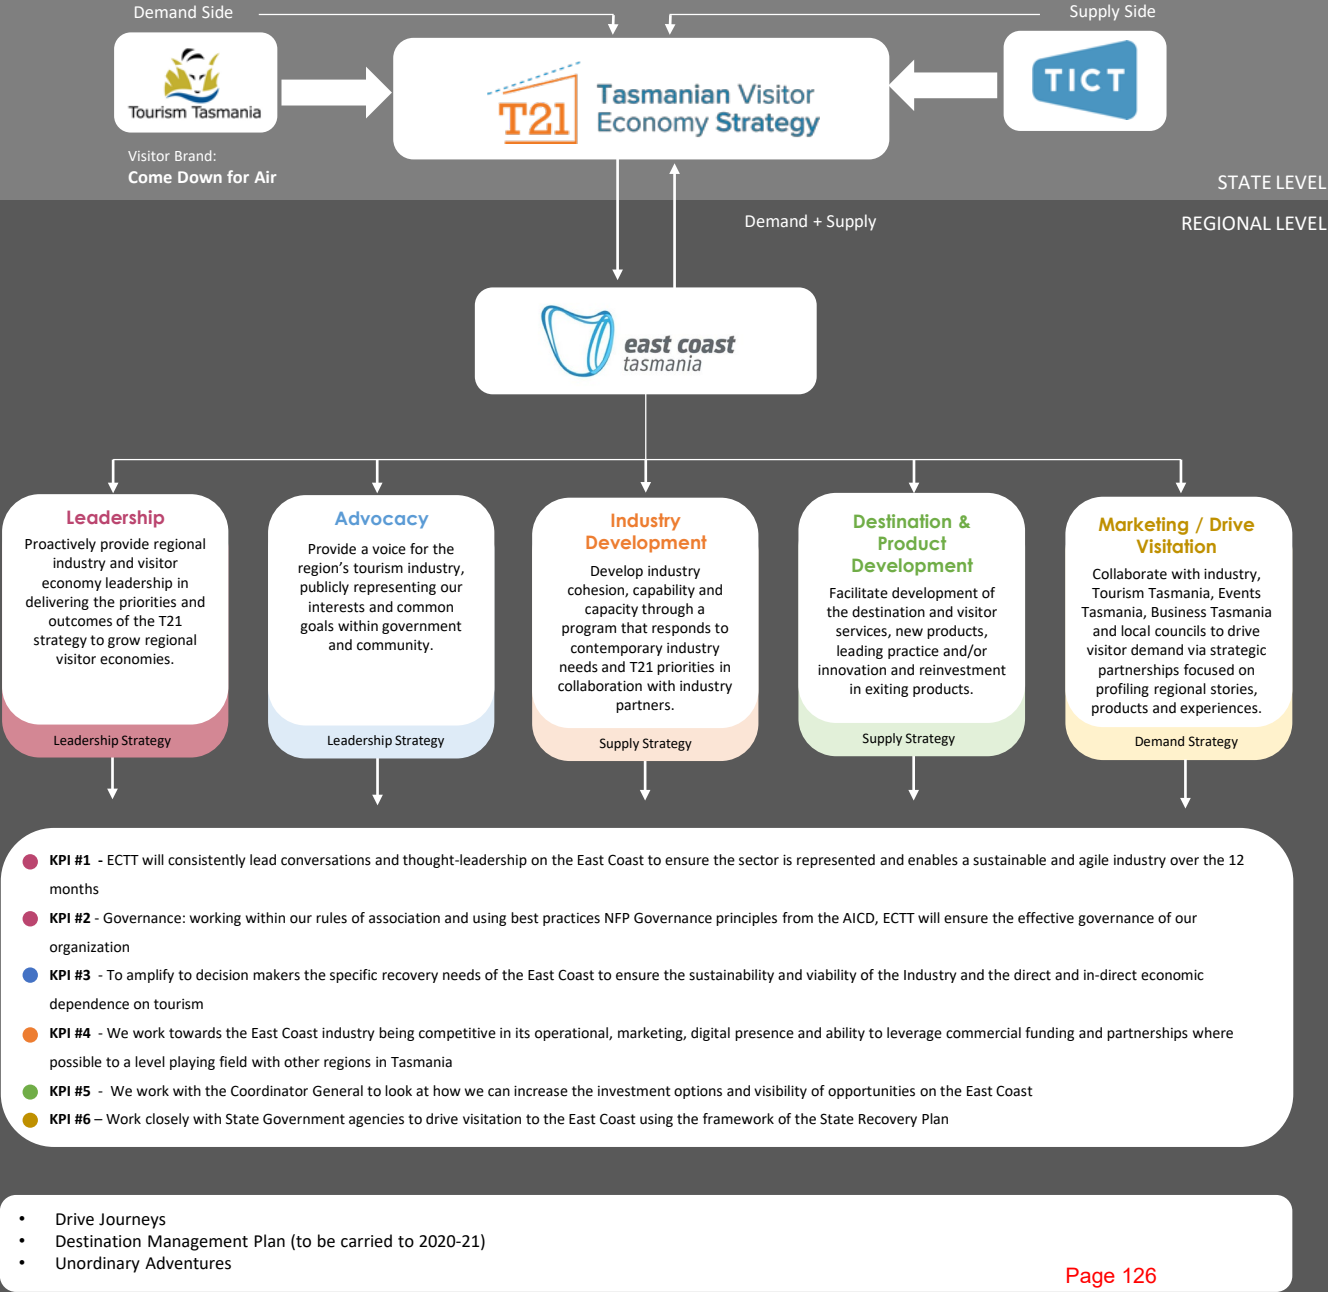 Demand Side
Supply Side
Tourism Tasmania
T21
Tasmanian Visitor
Economy Strategy
TICT
Visitor Brand:
Come Down for Air
STATE LEVEL
Demand + Supply
REGIONAL LEVEL
east coast
tasmania
Leadership
Proactively provide regional
industry and visitor
economy leadership in
delivering the priorities and
outcomes of the T21
strategy to grow regional
visitor economies.
Leadership Strategy
Advocacy
Provide a voice for the
region's tourism industry,
publicly representing our
interests and common
goals within government
and community.
Leadership Strategy
Industry
Development
Develop industry
cohesion, capability and
capacity through a
program that responds to
contemporary industry
needs and T21 priorities in
collaboration with industry
partners.
Supply Strategy
Destination &
Product
Development
Facilitate development of
the destination and visitor
services, new products,
leading practice and/or
innovation and reinvestment
in exiting products.
Supply Strategy
Marketing / Drive
Visitation
Collaborate with industry,
Tourism Tasmania, Events
Tasmania, Business Tasmania
and local councils to drive
visitor demand via strategic
partnerships focused on
profiling regional stories,
products and experiences.
Demand Strategy
KPI #1 - ECTT will consistently lead conversations and thought-leadership on the East Coast to ensure the sector is represented and enables a sustainable and agile industry over the 12
months
KPI #2 - Governance: working within our rules of association and using best practices NFP Governance principles from the AICD, ECTT will ensure the effective governance of our
organization
KPI #3 - To amplify to decision makers the specific recovery needs of the East Coast to ensure the sustainability and viability of the Industry and the direct and in-direct economic
dependence on tourism
KPI #4 - We work towards the East Coast industry being competitive in its operational, marketing, digital presence and ability to leverage commercial funding and partnerships where
possible to a level playing field with other regions in Tasmania
KPI #5 - We work with the Coordinator General to look at how we can increase the investment options and visibility of opportunities on the East Coast
KPI #6 – Work closely with State Government agencies to drive visitation to the East Coast using the framework of the State Recovery Plan
• Drive Journeys
• Destination Management Plan (to be carried to 2020-21)
• Unordinary Adventures
Page 126